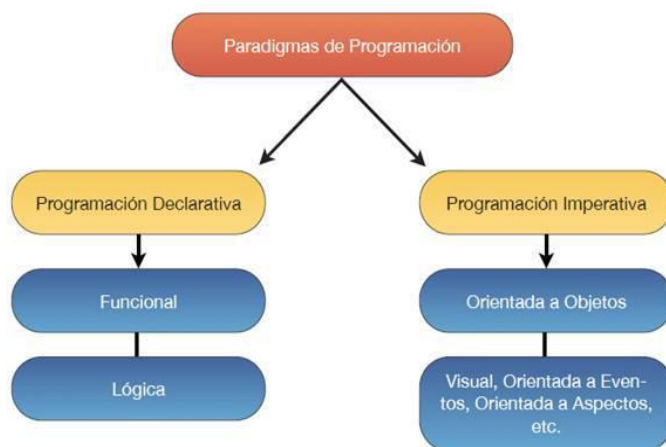 Paradigmas de Programación
Programación Declarativa
Programación Imperativa
Funcional
Orientada a Objetos
Lógica
Visual, Orientada a Even-
tos, Orientada a Aspectos,
etc.